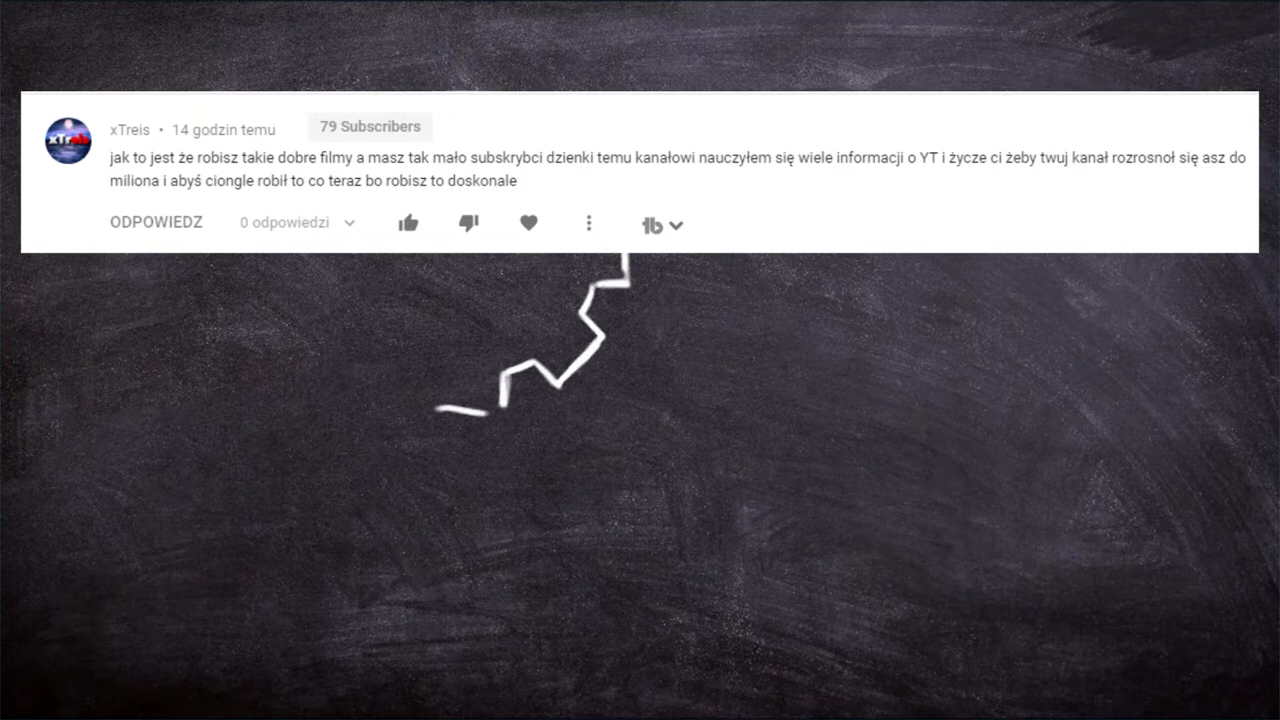 xTreis • 14 godzin temu 79 Subscribers
jak to jest że robisz takie dobre filmy a masz tak mało subskrybci dzienki temu kanałowi nauczyłem się wiele informacji o YT i życze ci żeby twuj kanał rozrosnoł się asz do
miliona i abyś ciongle robił to co teraz bo robisz to doskonale
ODPOWIEDZ 0 odpowiedzi tb
xTreis